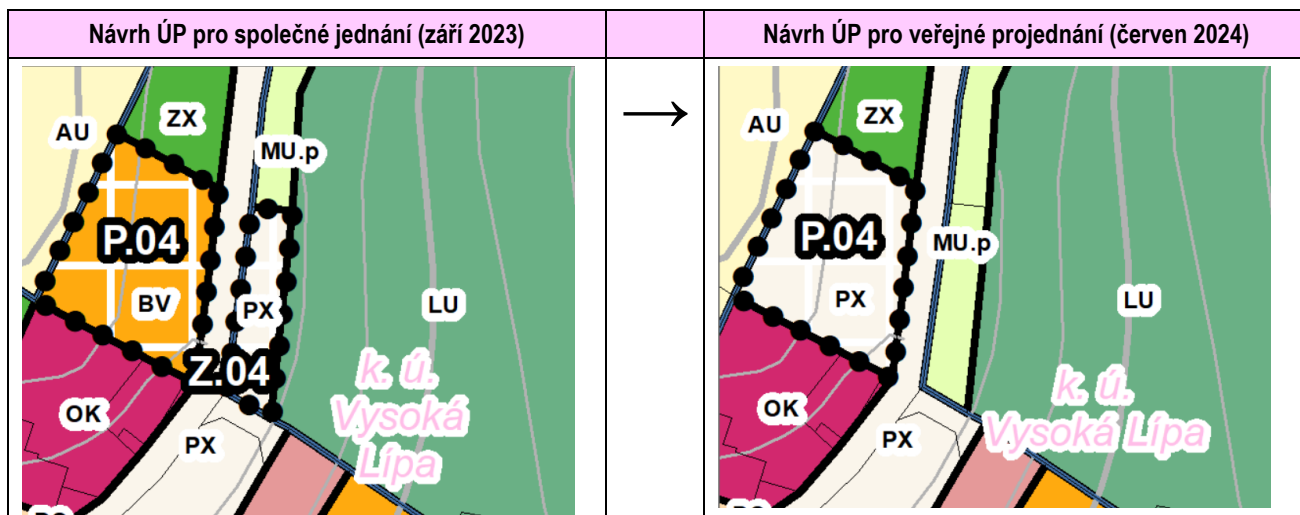 Návrh ÚP pro společné jednání (září 2023)
Návrh ÚP pro veřejné projednání (červen 2024)
ZX
AU
MU.p
P.04
BV
PX
LU
Z.04
k. ú.
Vysoká
Lípa
OK
PX
→
ZX
AU
P.04
MU.p
PX
LU
k. ú.
Vysoká Lípa
OK
PX